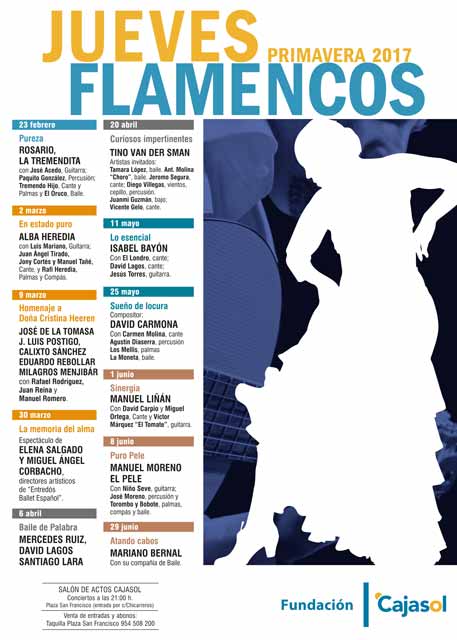 JUEVES
PRIMAVERA 2017
FLAMENCOS
23 febrero
Pureza
ROSARIO,
LA TREMENDITA
con José Acedo, Guitarra;
Paquito González, Percusión;
Tremendo Hijo, Cante y
Palmas y El Oruco, Baile.
2 marzo
En estado puro
ALBA HEREDIA
con Luis Mariano, Guitarra;
Juan Ángel Tirado,
Jony Cortés y Manuel Tañé,
Cante, y Rafi Heredia,
Palmas y Compas.
9 marzo
Homenaje a
Doña Cristina Heeren
JOSÉ DE LA TOMASA
J. LUIS POSTIGO,
CALIXTO SÁNCHEZ
EDUARDO REBOLLAR
MILAGROS MENJIBÁR
con Rafael Rodríguez,
Juan Reina y
Manuel Romero.
30 marzo
La memoria del alma
Espectáculo de
ELENA SALGADO
Y MIGUEL ÁNGEL
CORBACHO,
directores artísticos
de "Entredós
Ballet Español".
6 abril
Baile de Palabra
MERCEDES RUIZ,
DAVID LAGOS
SANTIAGO LARA
20 abril
Curiosos impertinentes
TINO VAN DER SMAN
Artistas invitados:
Tamara López, baile. Ant. Molina
"Choro", baile, Jeromo Segura,
cante; Diego Villegas, vientos,
cepillo, percusión.
Juanmi Guzmán, bajo,
Vicente Gelo, cante.
11 mayo
Lo esencial
ISABEL BAYÓN
Con El Londro, cante;
David Lagos, cante;
Jesús Torres, guitarra.
25 mayo
Sueño de locura
Compositor:
DAVID CARMONA
Con Carmen Molina, cante
Agustín Diaserra, percusión
Los Mellis, palmas
La Moneta, baile.
1 junio
Sinergia
MANUEL LIÑÁN
Con David Carpio y Miguel
Ortega, Cante y Víctor
Márquez "El Tomate", guitarra.
8 junio
Puro Pele
MANUEL MORENO
EL PELE
Con Niño Seve, guitarra;
José Moreno, percusión y
Torombo y Bobote, palmas,
compás y baile.
29 junio
Atando cabos
MARIANO BERNAL
Con su compañía de Baile.
SALÓN DE ACTOS CAJASOL
Conciertos a las 21:00 h.
Plaza San Francisco (entrada por c/Chicarreros)
Venta de entradas y abonos:
Taquilla Plaza San Francisco 954 508 200
Fundación
Cajasol